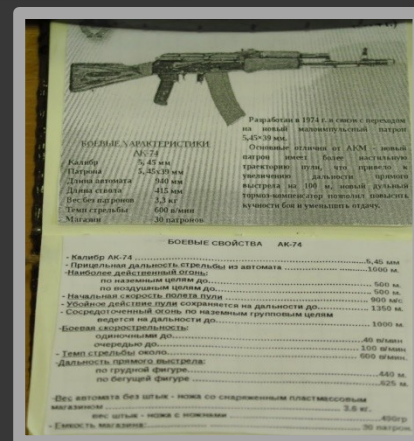 БОЕВЫЕ ХАРАКТЕРИСТИКИ
АК-74
Калибр 5,45 мм
Патрона 5,45х39 мм
Длина автомата 940 мм
Длина ствола 415 мм
Вес без патронов 3,3 кг
Темп стрельбы 600 в/мин
Магазин 30 патронов
Разработан в 1974 г. в связи с переходом
на новый малоимпульсный патрон
5,45*39 мм.
Основные отличия от АКМ - новый
патрон имеет более настильную
траекторию пули, что привело к
увеличению дальности прямого
выстрела на 100 м, новый дульный
тормоз-компенсатор позволил повысить
кучности боя и уменьшить отдачу.
БОЕВЫЕ СВОЙСТВА АК-74
- Калибр АК-74 ........5,45 мм
- Прицельная дальность стрельбы из автомата ........1000 м.
-Наиболее действенный огонь:
по наземным целям до........500 м.
по воздушным целям до........500 м.
- Начальная скорость полета пули ........900 м/с
- Убойное действие пули сохраняется на дальности до........1350 м.
- Сосредоточенный огонь по наземным групповым целям
ведется на дальности до........1000 м.
-Боевая скорострельность:
одиночными до........40 в/мин
очередью до........100 в/мин
- Темп стрельбы около........600 в/мин.
-Дальность прямого выстрела:
по грудной фигуре........440 м.
по бегущей фигуре........625 м.
-Вес автомата без штык - ножа со снаряженным пластмассовым
магазином ........3.6 кг.
вес штык - ножа с ножнами........490гр.
- Емкость магазина:........30 патрон